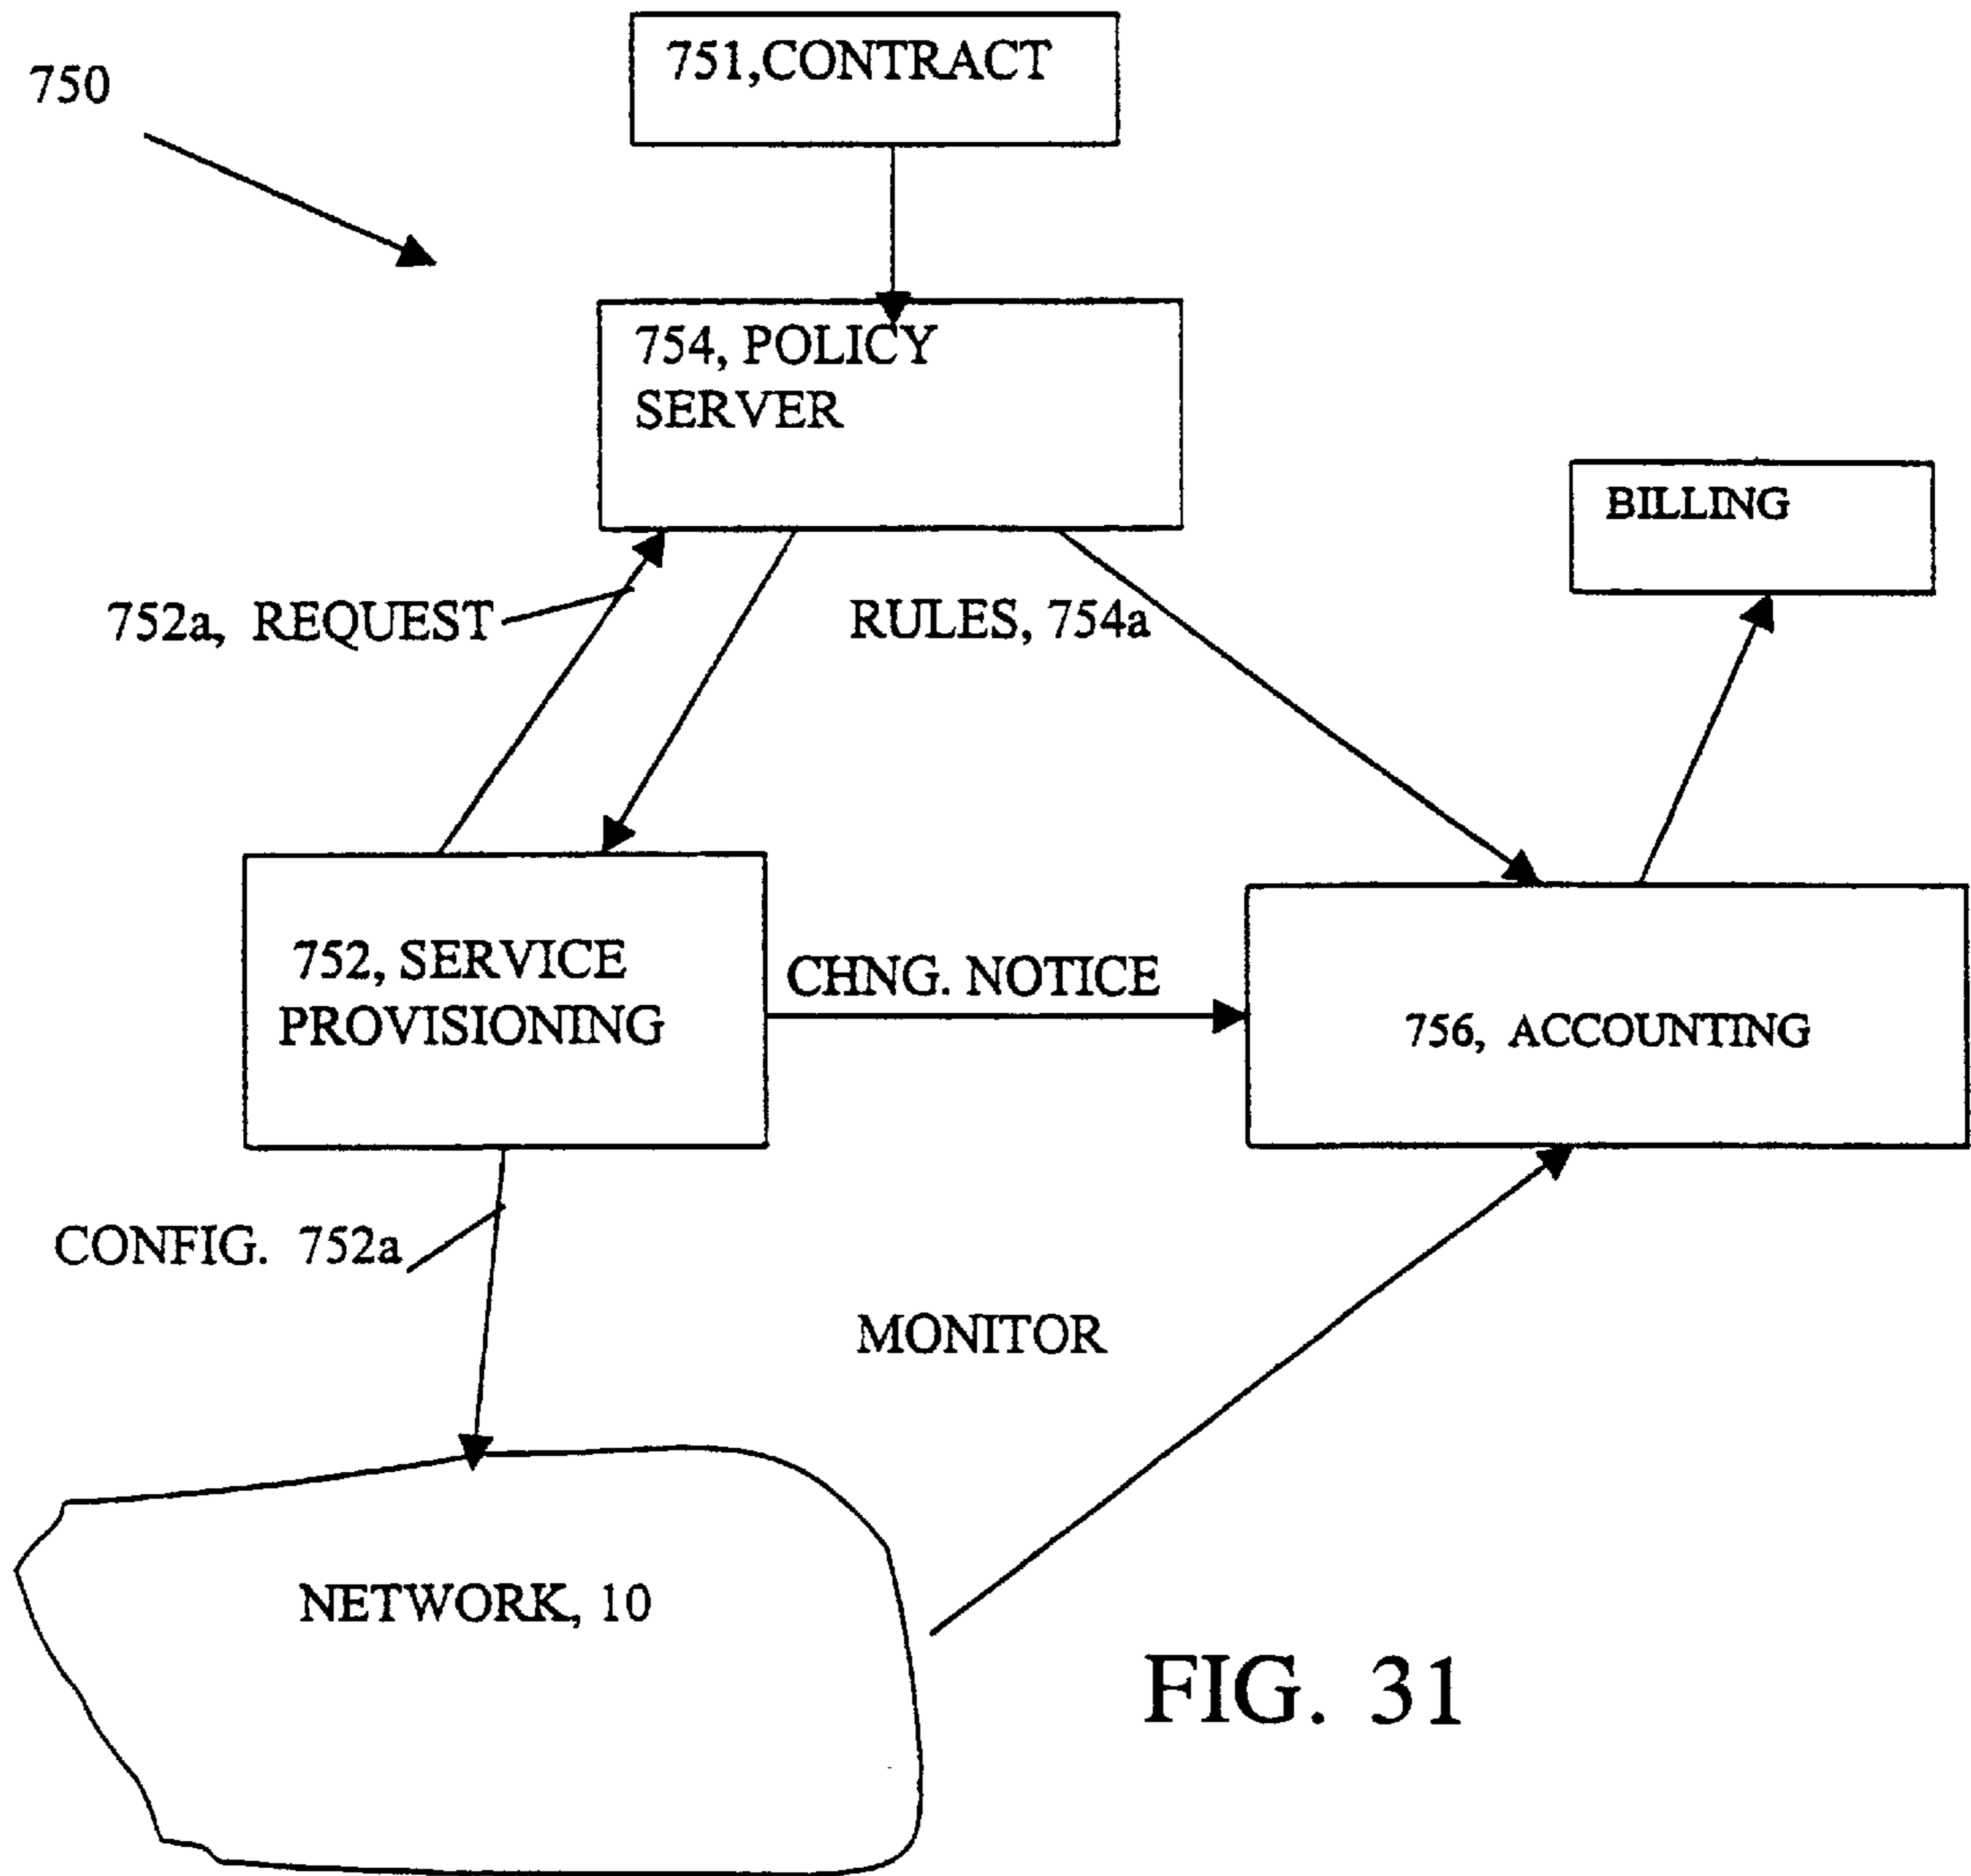 751,CONTRACT
750
754, POLICY
SERVER
BILLING
752a, REQUEST
RULES, 754a
752, SERVICE
PROVISIONING
CHNG. NOTICE
756, ACCOUNTING
CONFIG. 752a
MONITOR
NETWORK, 10
FIG. 31